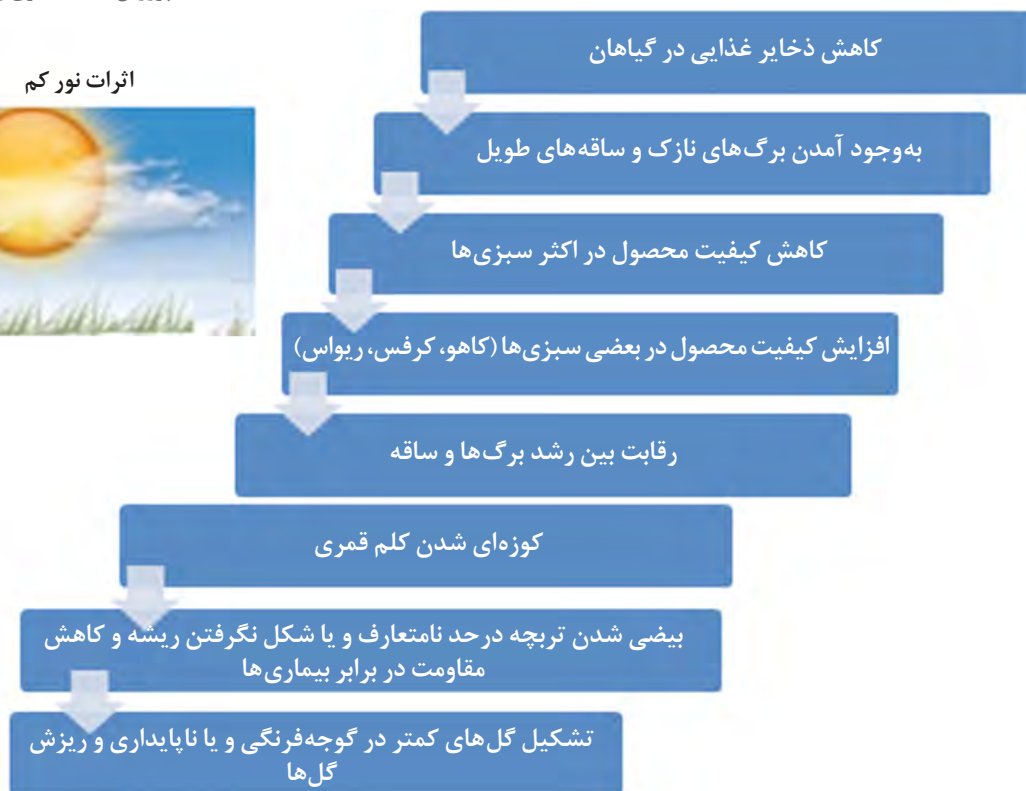 کاهش ذخایر غذایی در گیاهان
اثرات نور کم
به‌وجود آمدن برگ‌های نازک و ساقه‌های طویل
کاهش کیفیت محصول در اکثر سبزی‌ها
افزایش کیفیت محصول در بعضی سبزی‌ها (کاهو، کرفس، ریواس)
رقابت بین رشد برگ‌ها و ساقه
کوزه‌ای شدن کلم قمری
بیضی شدن تربچه درحد نامتعارف و یا شکل نگرفتن ریشه و کاهش
مقاومت در برابر بیماری‌ها
تشکیل گل‌های کمتر در گوجه‌فرنگی و یا ناپایداری و ریزش
گل‌ها